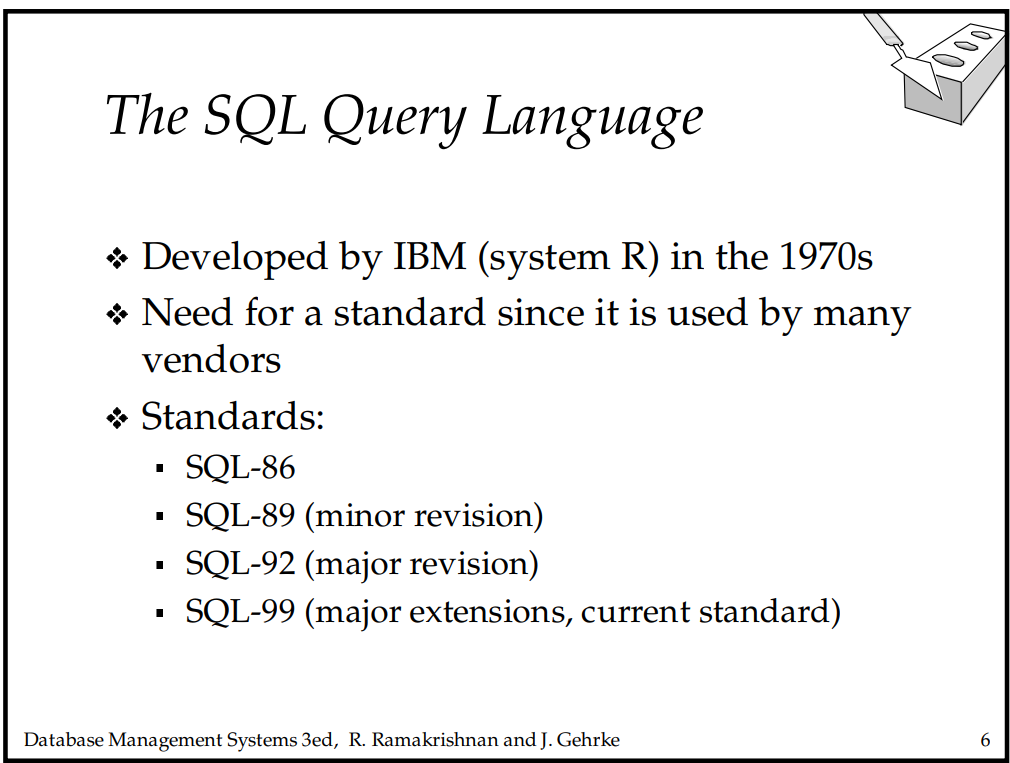 The SQL Query Language
❖ Developed by IBM (system R) in the 1970s
❖ Need for a standard since it is used by many
vendors
❖ Standards:
▪ SQL-86
▪ SQL-89 (minor revision)
▪ SQL-92 (major revision)
▪ SQL-99 (major extensions, current standard)
Database Management Systems 3ed, R. Ramakrishnan and J. Gehrke 6